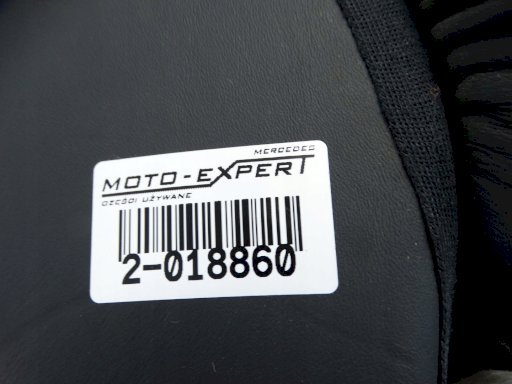 MERCEDES
MOTO-EXPERT
CZĘŚCI UŻYWANE
2-018860